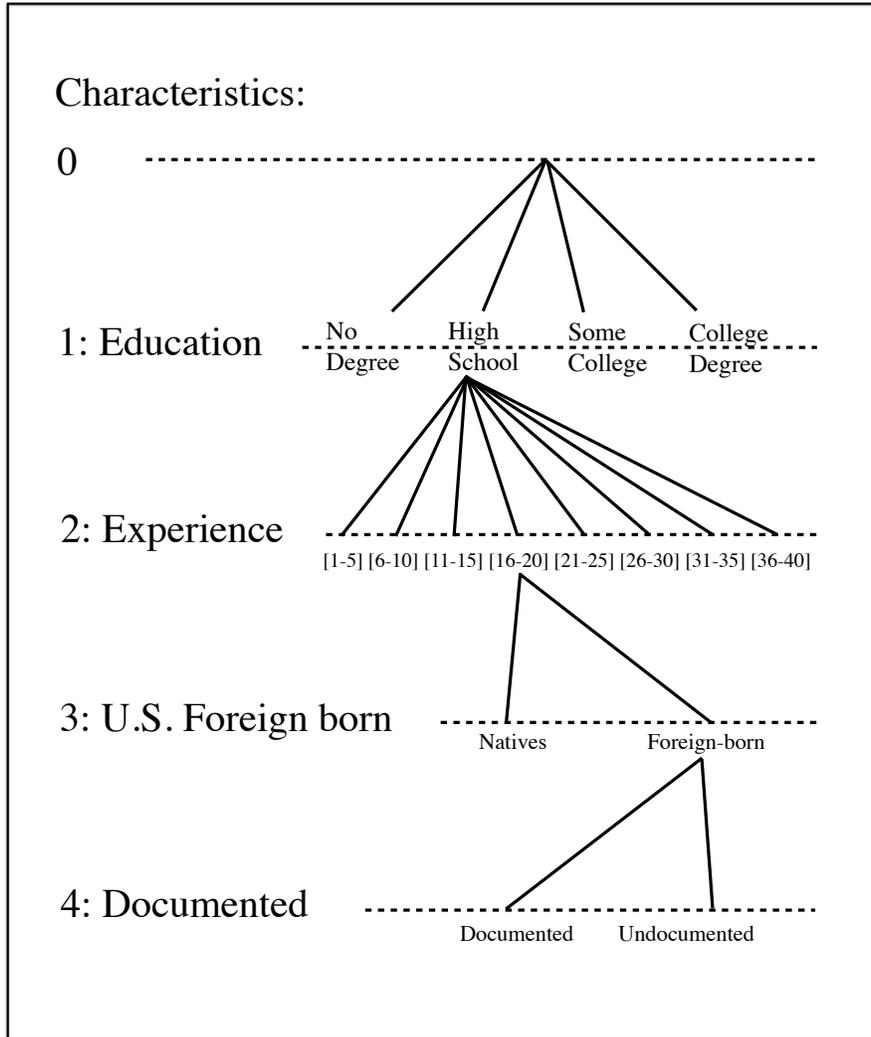 Characteristics:
0
1: Education
No
Degree
High
School
Some
College
College
Degree
2: Experience
[1-5] [6-10] [11-15] [16-20] [21-25] [26-30] [31-35] [36-40]
3: U.S. Foreign born
Natives
Foreign-born
4: Documented
Documented
Undocumented